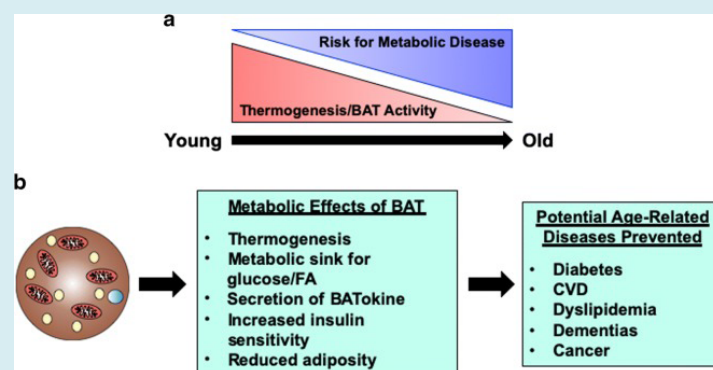 a
Risk for Metabolic Disease
Thermogenesis/BAT Activity
Young
Old
b
Metabolic Effects of BAT
• Thermogenesis
• Metabolic sink for
glucose/FA
• Secretion of BATokine
• Increased insulin
sensitivity
• Reduced adiposity
Potential Age-Related
Diseases Prevented
• Diabetes
• CVD
• Dyslipidemia
• Dementias
• Cancer